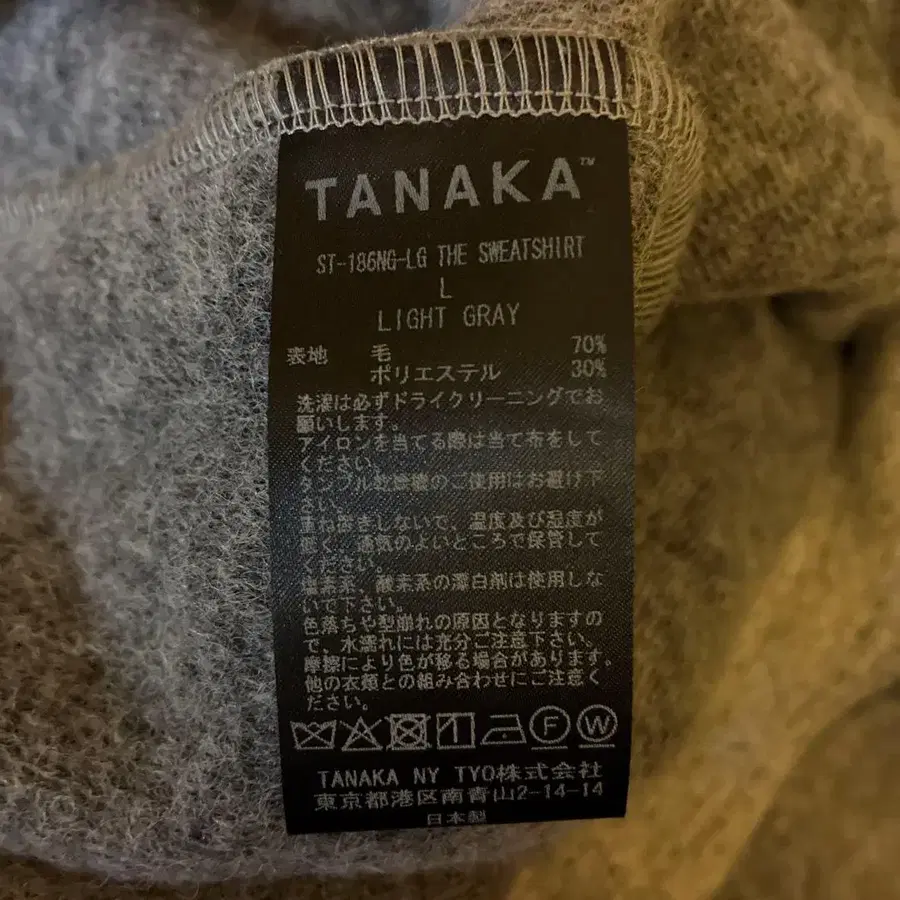 TANAKA™
ST-186NG-LG THE SWEATSHIRT
L
LIGHT GRAY
表地 毛 70%
ポリエステル 30%
洗濯は必ずドライクリーニングでお
願いします。
アイロンを当てる際は当て布をして
ください。
タンブル乾燥機のご使用はお避け下
さい。
重ね過ぎしないで、温度及び湿度が
低く、通気のよいところで保管して
ください。
塩素系、酸素系の漂白剤は使用しな
いで下さい。
色落ちや型崩れの原因となりますの
で、水濡れには充分ご注意下さい。
摩擦により色が移る場合があります。
他の衣類との組み合わせにご注意く
ださい。
F W
TANAKA NY TYO株式会社
東京都港区南青山2-14-14
日本製